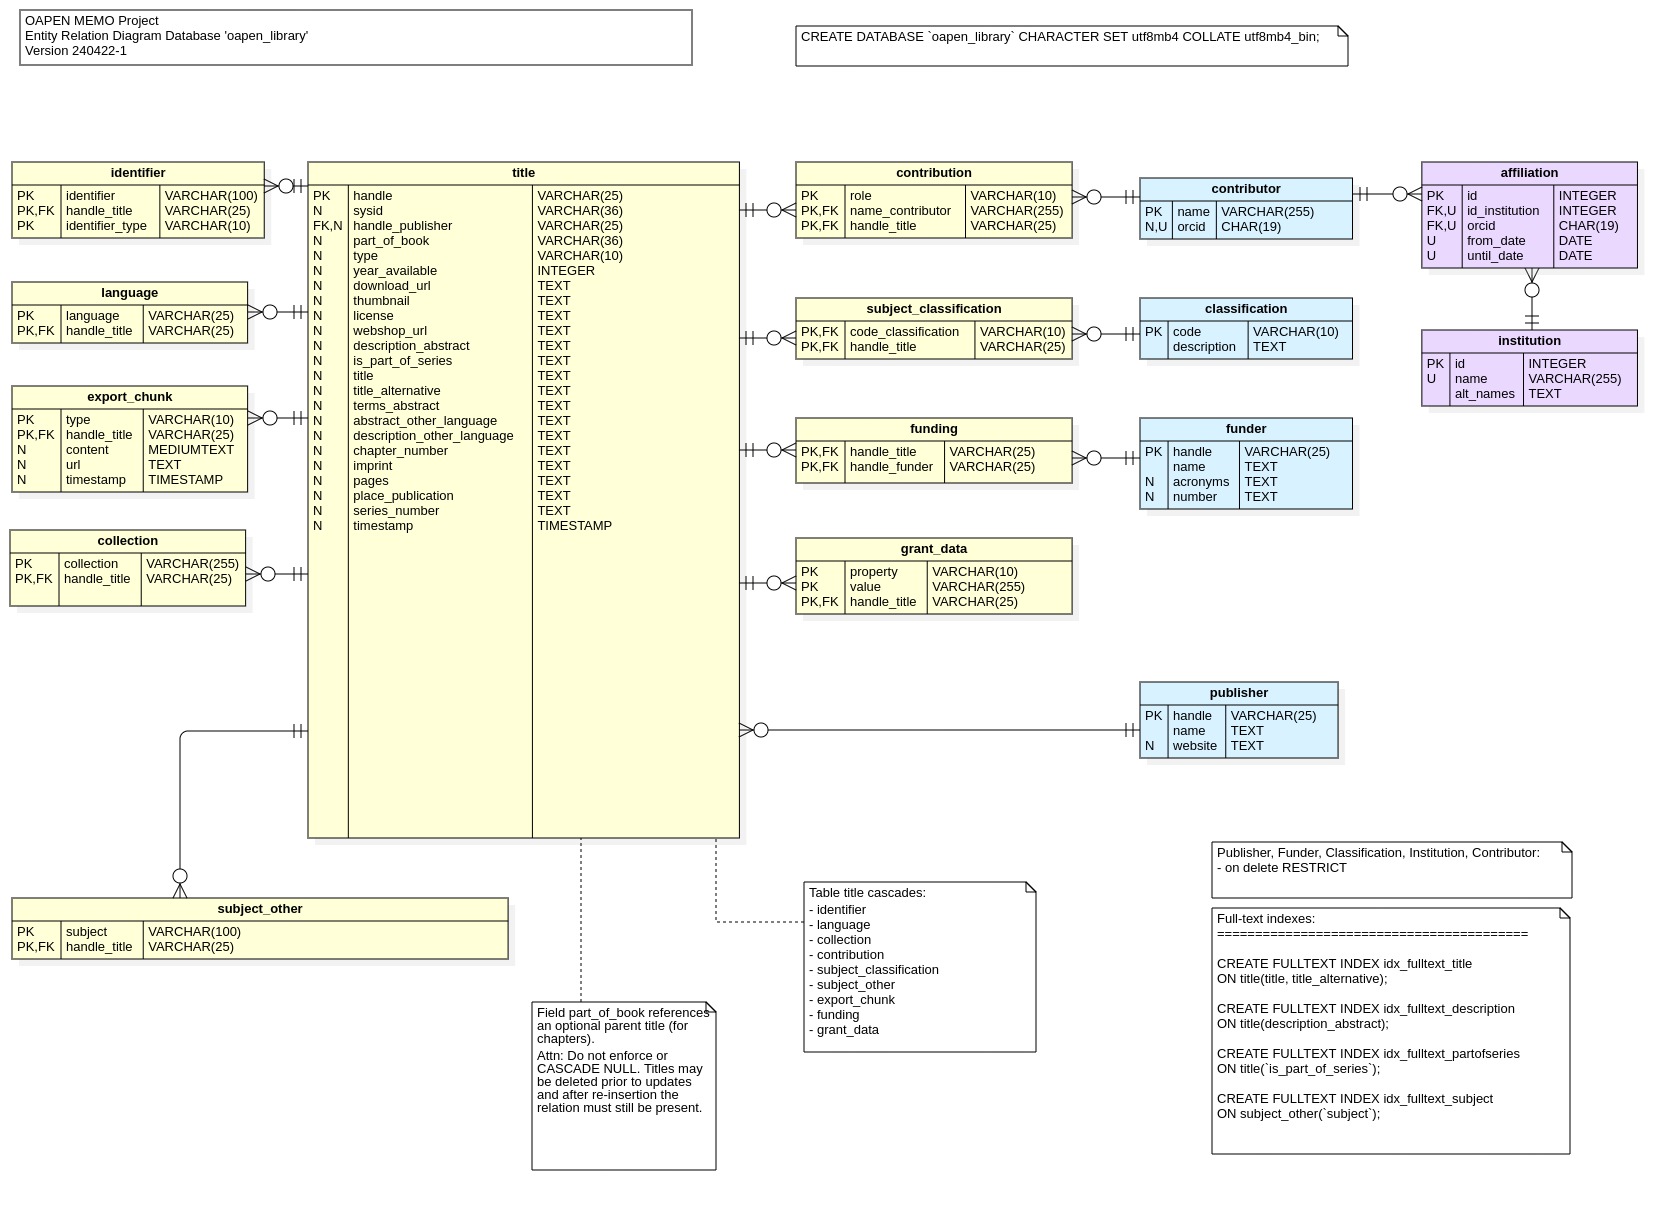 OAPEN MEMO Project
Entity Relation Diagram Database 'oapen_library'
Version 240422-1
CREATE DATABASE `oapen_library` CHARACTER SET utf8mb4 COLLATE utf8mb4_bin;
identifier
PK identifier VARCHAR(100)
PK,FK handle_title VARCHAR(25)
PK identifier_type VARCHAR(10)
language
PK language VARCHAR(25)
PK,FK handle_title VARCHAR(25)
export_chunk
PK type VARCHAR(10)
PK,FK handle_title VARCHAR(25)
N content MEDIUMTEXT
N url TEXT
N timestamp TIMESTAMP
collection
PK collection VARCHAR(255)
PK,FK handle_title VARCHAR(25)
title
PK handle VARCHAR(25)
N sysid VARCHAR(36)
FK,N handle_publisher VARCHAR(25)
N part_of_book VARCHAR(36)
N type VARCHAR(10)
N year_available INTEGER
N download_url TEXT
N thumbnail TEXT
N license TEXT
N webshop_url TEXT
N description_abstract TEXT
N is_part_of_series TEXT
N title TEXT
N title_alternative TEXT
N terms_abstract TEXT
N abstract_other_language TEXT
N description_other_language TEXT
N chapter_number TEXT
N imprint TEXT
N pages TEXT
N place_publication TEXT
N series_number TEXT
N timestamp TIMESTAMP
contribution
PK role VARCHAR(10)
PK,FK name_contributor VARCHAR(255)
PK,FK handle_title VARCHAR(25)
contributor
PK name VARCHAR(255)
N,U orcid CHAR(19)
affiliation
PK id INTEGER
FK,U id_institution INTEGER
FK,U orcid CHAR(19)
U from_date DATE
U until_date DATE
subject_classification
PK,FK code_classification VARCHAR(10)
PK,FK handle_title VARCHAR(25)
classification
PK code VARCHAR(10)
description TEXT
institution
PK id INTEGER
U name VARCHAR(255)
alt_names TEXT
funding
PK,FK handle_title VARCHAR(25)
PK,FK handle_funder VARCHAR(25)
funder
PK handle VARCHAR(25)
name TEXT
N acronyms TEXT
N number TEXT
grant_data
PK property VARCHAR(10)
PK value VARCHAR(255)
PK,FK handle_title VARCHAR(25)
publisher
PK handle VARCHAR(25)
name TEXT
N website TEXT
subject_other
PK subject VARCHAR(100)
PK,FK handle_title VARCHAR(25)
Field part_of_book references
an optional parent title (for
chapters).
Attn: Do not enforce or
CASCADE NULL. Titles may
be deleted prior to updates
and after re-insertion the
relation must still be present.
Table title cascades:
- identifier
- language
- collection
- contribution
- subject_classification
- subject_other
- export_chunk
- funding
- grant_data
Publisher, Funder, Classification, Institution, Contributor:
- on delete RESTRICT
Full-text indexes:
=========================================
CREATE FULLTEXT INDEX idx_fulltext_title
ON title(title, title_alternative);
CREATE FULLTEXT INDEX idx_fulltext_description
ON title(description_abstract);
CREATE FULLTEXT INDEX idx_fulltext_partofseries
ON title(`is_part_of_series`);
CREATE FULLTEXT INDEX idx_fulltext_subject
ON subject_other(`subject`);